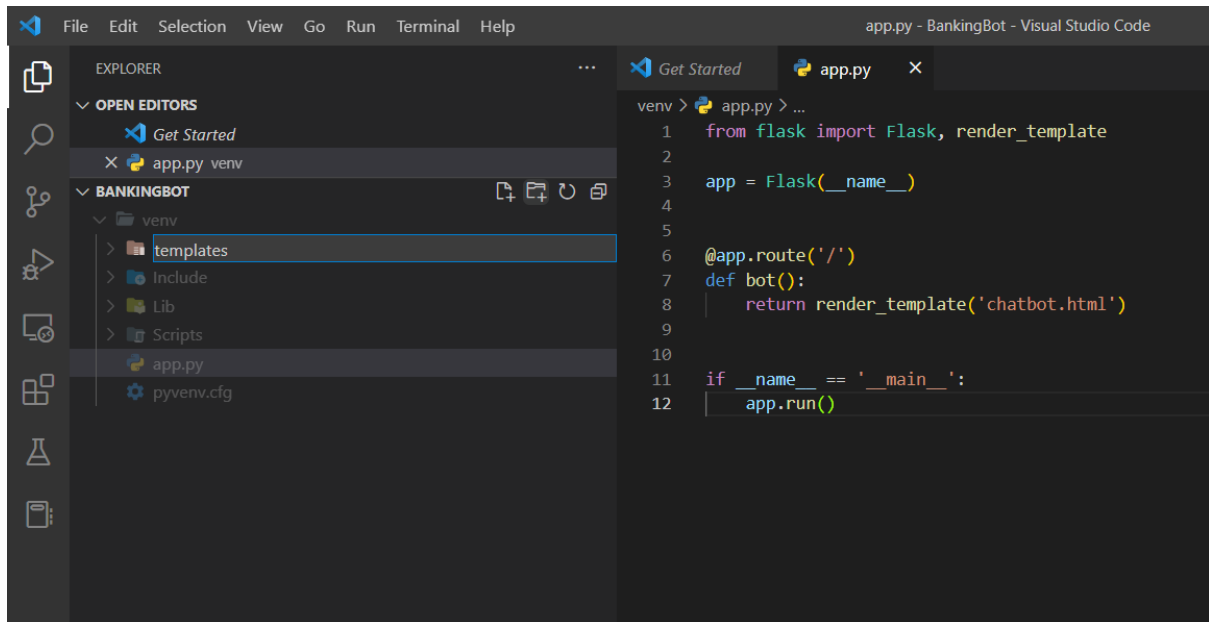 File Edit Selection View Go Run Terminal Help app.py - BankingBot - Visual Studio Code
EXPLORER ...
OPEN EDITORS
Get Started
app.py venv
BANKINGBOT
venv
templates
Include
Lib
Scripts
app.py
pyvenv.cfg
Get Started app.py
venv > app.py > ...
1 from flask import Flask, render_template
2
3 app = Flask(__name__)
4
5
6 @app.route('/')
7 def bot():
8     return render_template('chatbot.html')
9
10
11 if __name__ == '__main__':
12     app.run()